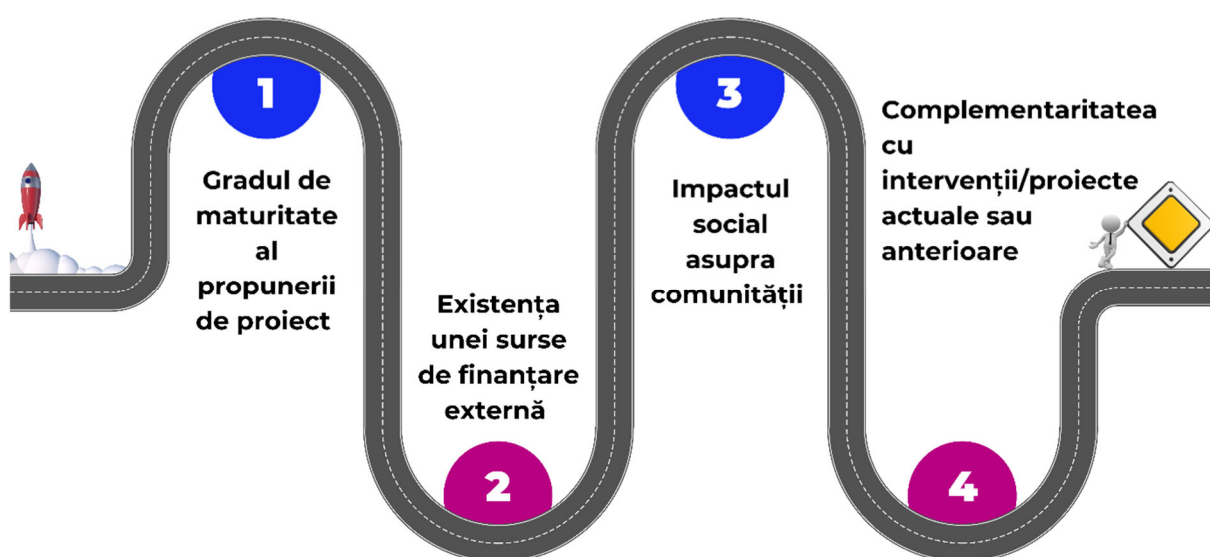 1
Gradul de
maturitate
al
propunerii
de proiect
2
Existența
unei surse
de finanțare
externă
3
Impactul
social
asupra
comunității
4
Complementaritatea
cu
intervenții/proiecte
actuale sau
anterioare